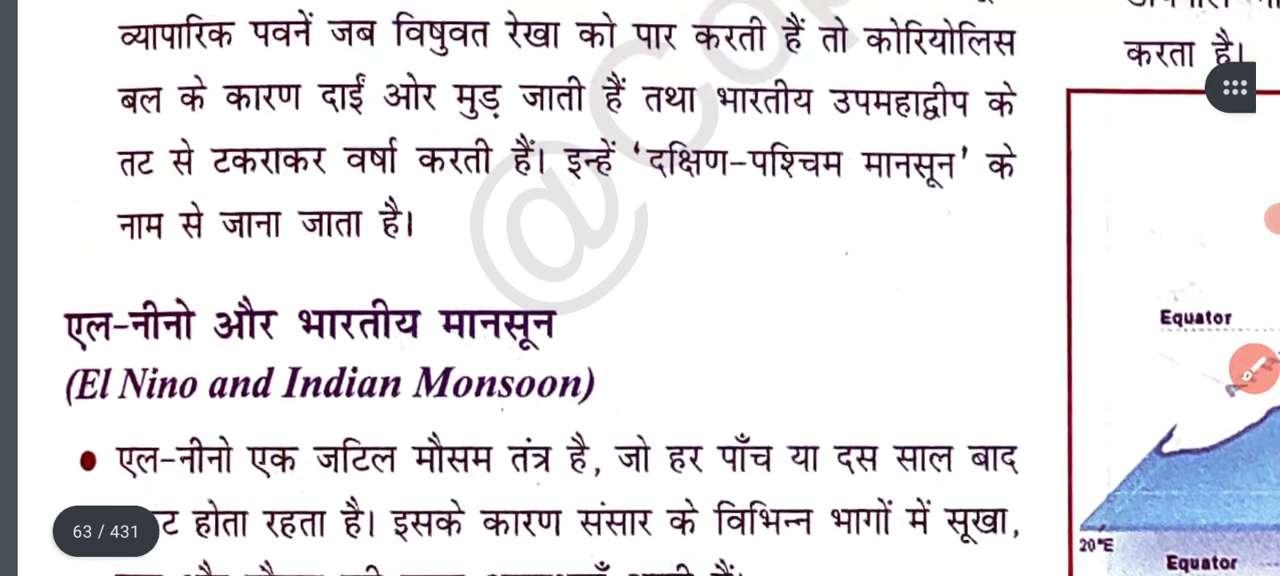 व्यापारिक पवनें जब विषुवत रेखा को पार करती हैं तो कोरियोलिस
बल के कारण दाईं ओर मुड़ जाती हैं तथा भारतीय उपमहाद्वीप के
तट से टकराकर वर्षा करती हैं। इन्हें ‘दक्षिण-पश्चिम मानसून’ के
नाम से जाना जाता है।
एल-नीनो और भारतीय मानसून
(El Nino and Indian Monsoon)
● एल-नीनो एक जटिल मौसम तंत्र है, जो हर पाँच या दस साल बाद
ट होता रहता है। इसके कारण संसार के विभिन्न भागों में सूखा,
63 / 431
करता है।
Equator
20°E
Equator